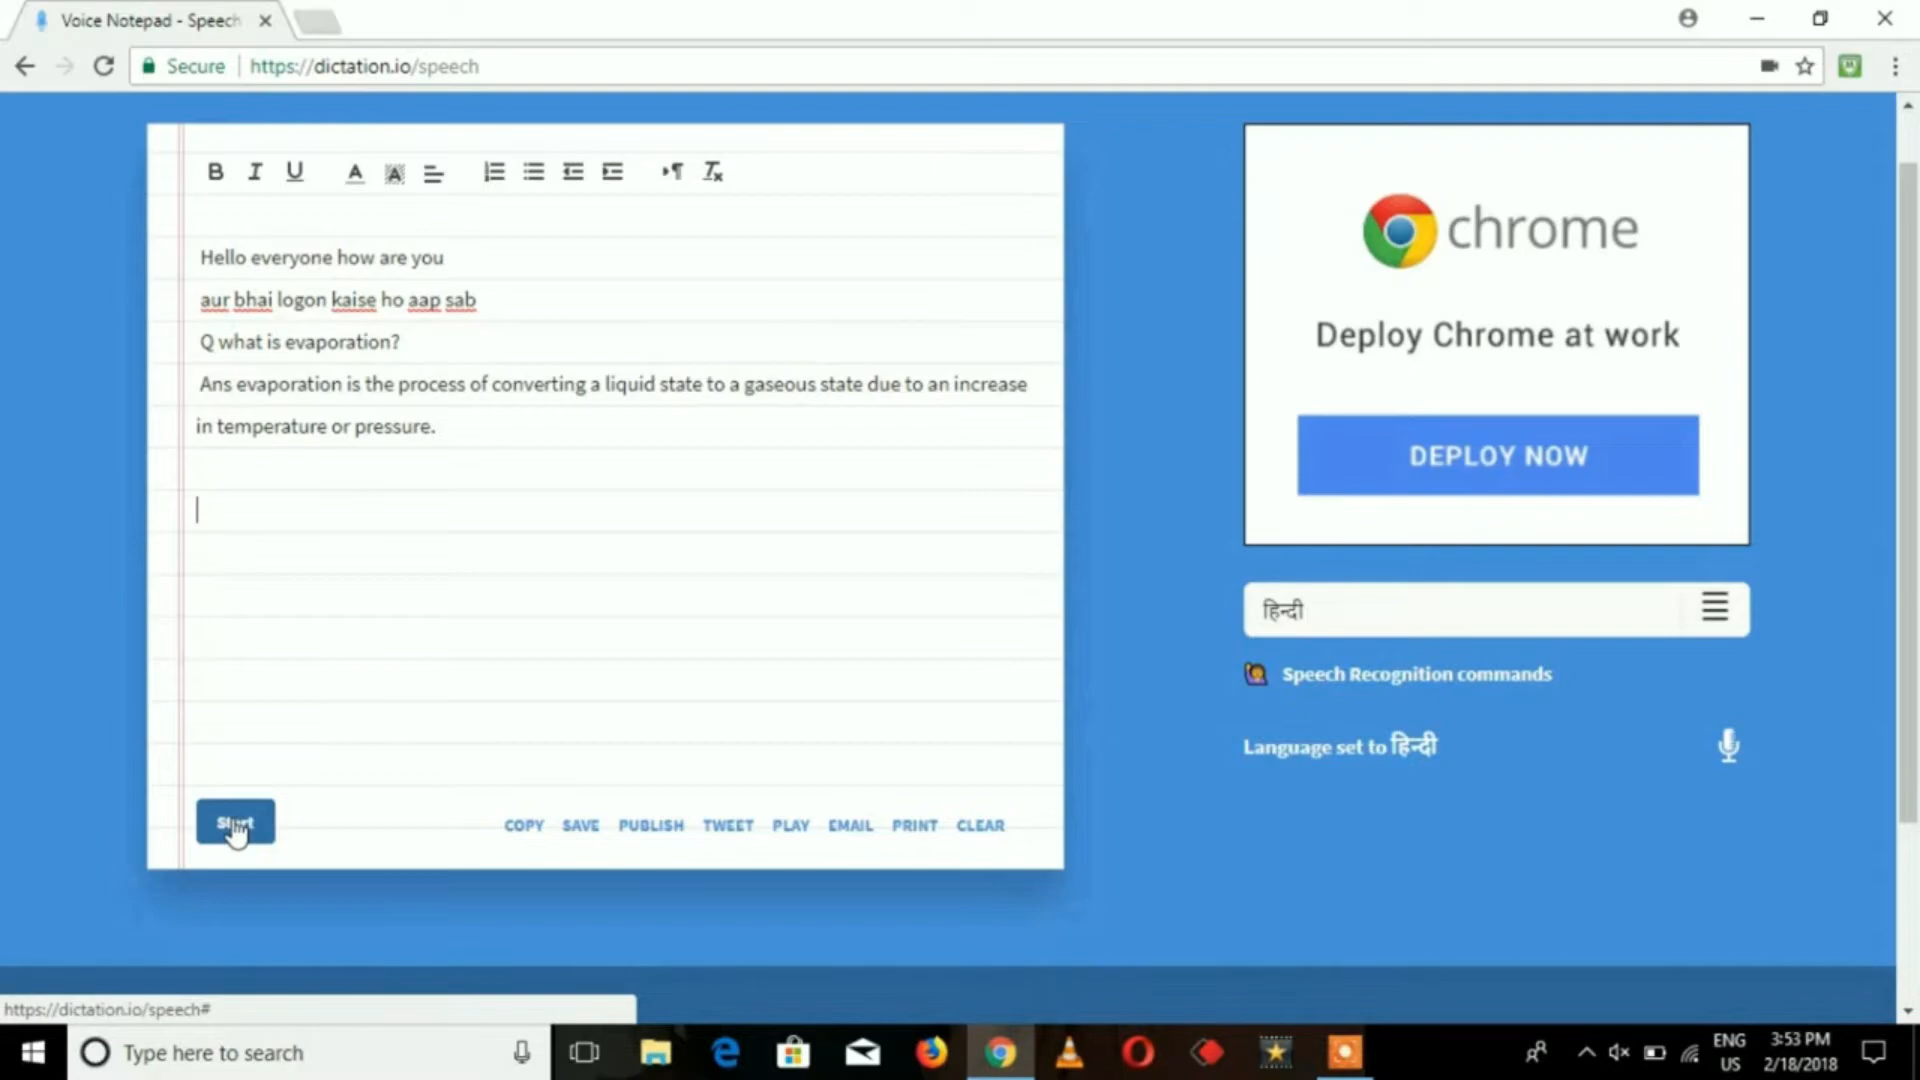 Voice Notepad - Speech
Secure https://dictation.io/speech
B I U A A
Hello everyone how are you
aur bhai logon kaise ho aap sab
Q what is evaporation?
Ans evaporation is the process of converting a liquid state to a gaseous state due to an increase
in temperature or pressure.
Start
COPY SAVE PUBLISH TWEET PLAY EMAIL PRINT CLEAR
chrome
Deploy Chrome at work
DEPLOY NOW
हिन्दी
Speech Recognition commands
Language set to हिन्दी
https://dictation.io/speech#
Type here to search
ENG
US
3:53 PM
2/18/2018